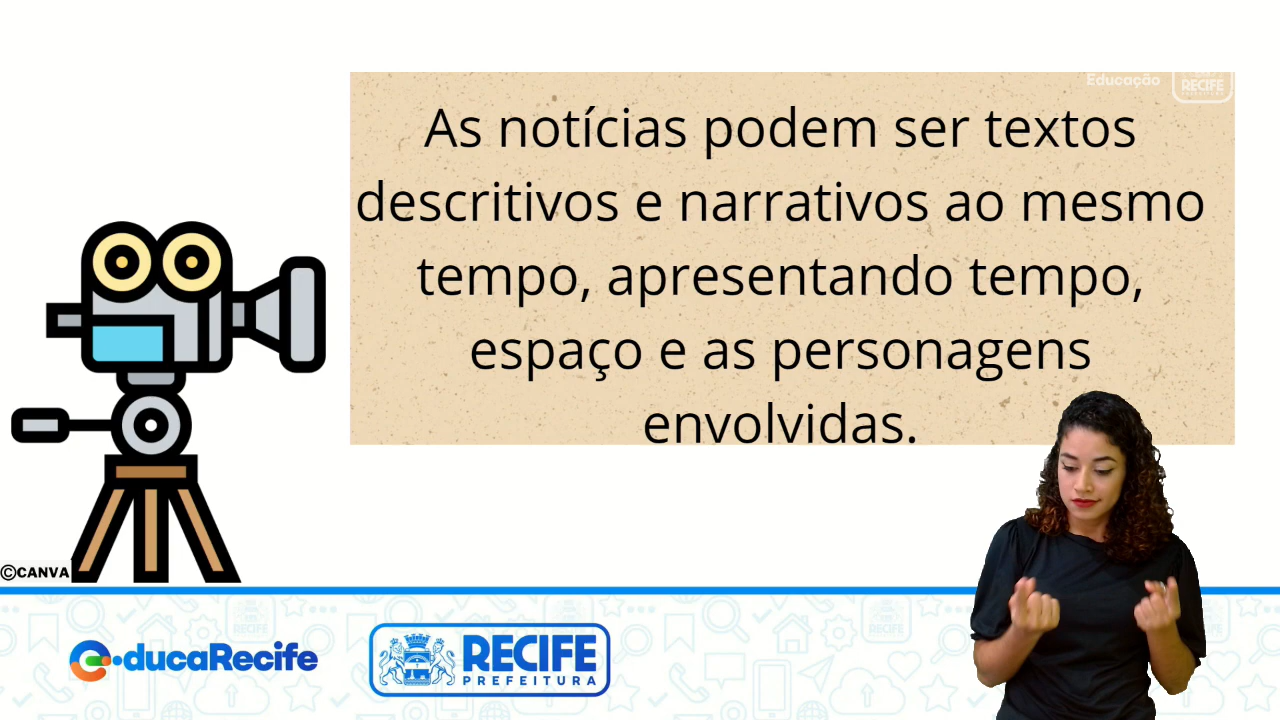 Educação
RECIFE
As notícias podem ser textos
descritivos e narrativos ao mesmo
tempo, apresentando tempo,
espaço e as personagens
envolvidas.
©CANVA
ducaRecife
RECIFE
PREFEITURA